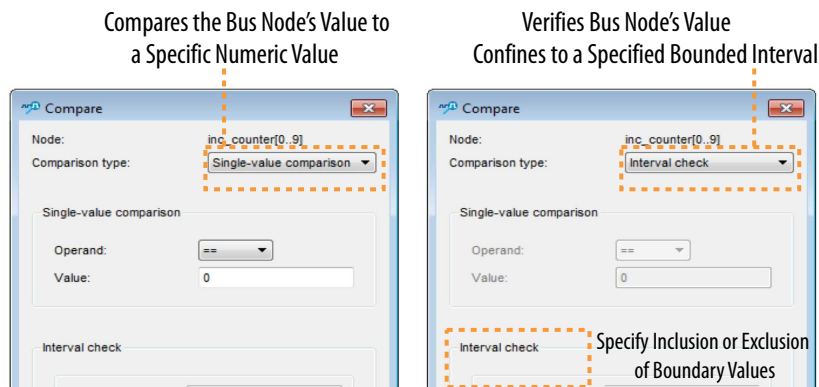 Compares the Bus Node's Value to
a Specific Numeric Value
Verifies Bus Node's Value
Confines to a Specified Bounded Interval
Compare
Node: inc_counter[0..9]
Comparison type: Single-value comparison
Single-value comparison
Operand: ==
Value: 0
Interval check
Compare
Node: inc_counter[0..9]
Comparison type: Interval check
Single-value comparison
Operand: ==
Value: 0
Interval check
Specify Inclusion or Exclusion
of Boundary Values